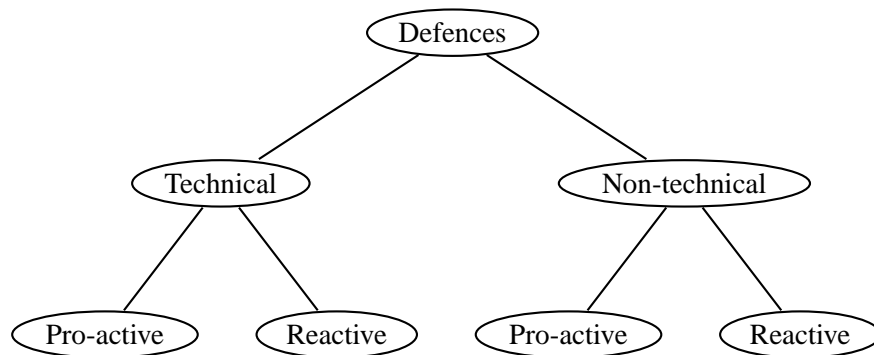 Defences
Technical
Non-technical
Pro-active
Reactive
Pro-active
Reactive